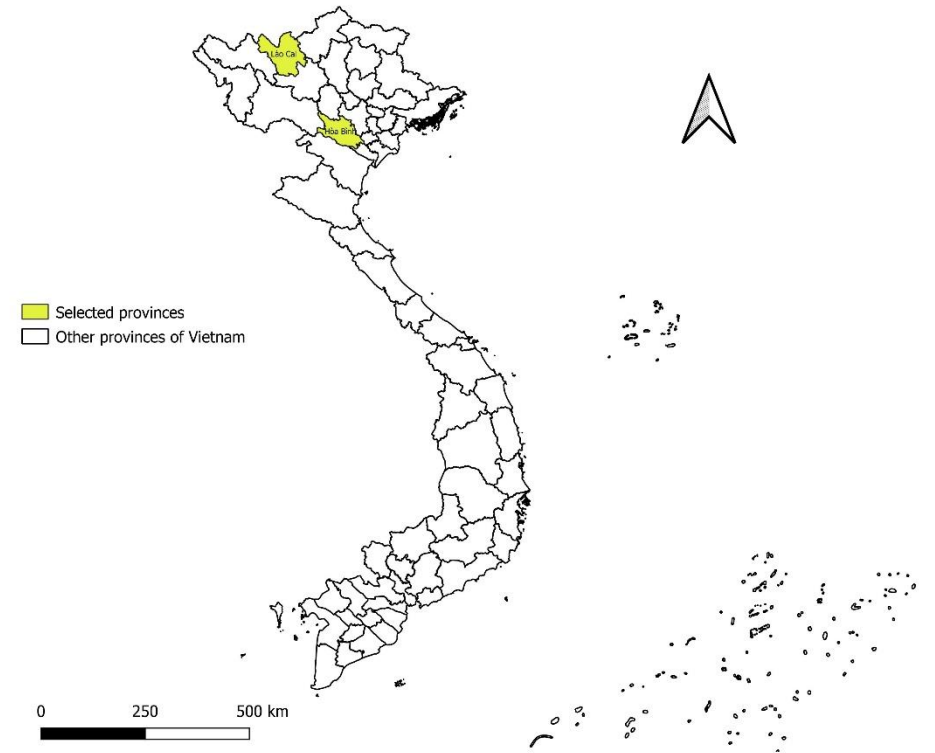 Lào Cai
Hòa Bình
Selected provinces
Other provinces of Vietnam
0 250 500 km